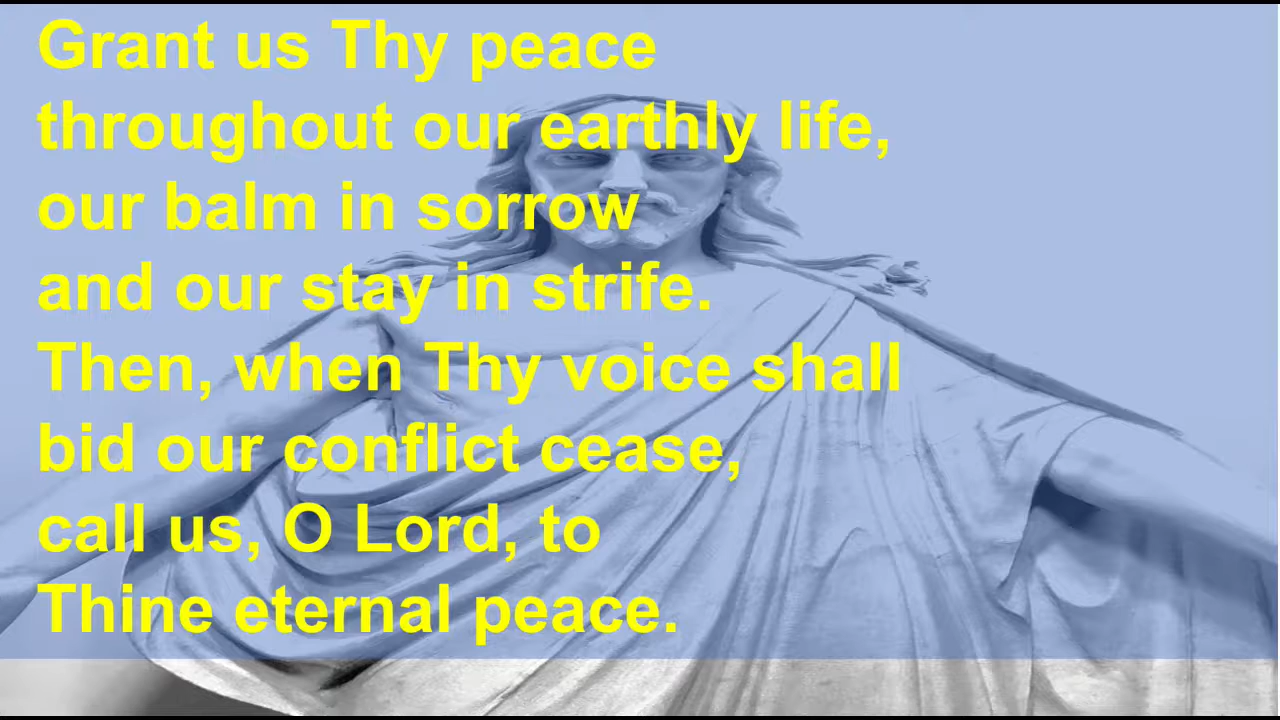 Grant us Thy peace
throughout our earthly life,
our balm in sorrow
and our stay in strife.
Then, when Thy voice shall
bid our conflict cease,
call us, O Lord, to
Thine eternal peace.